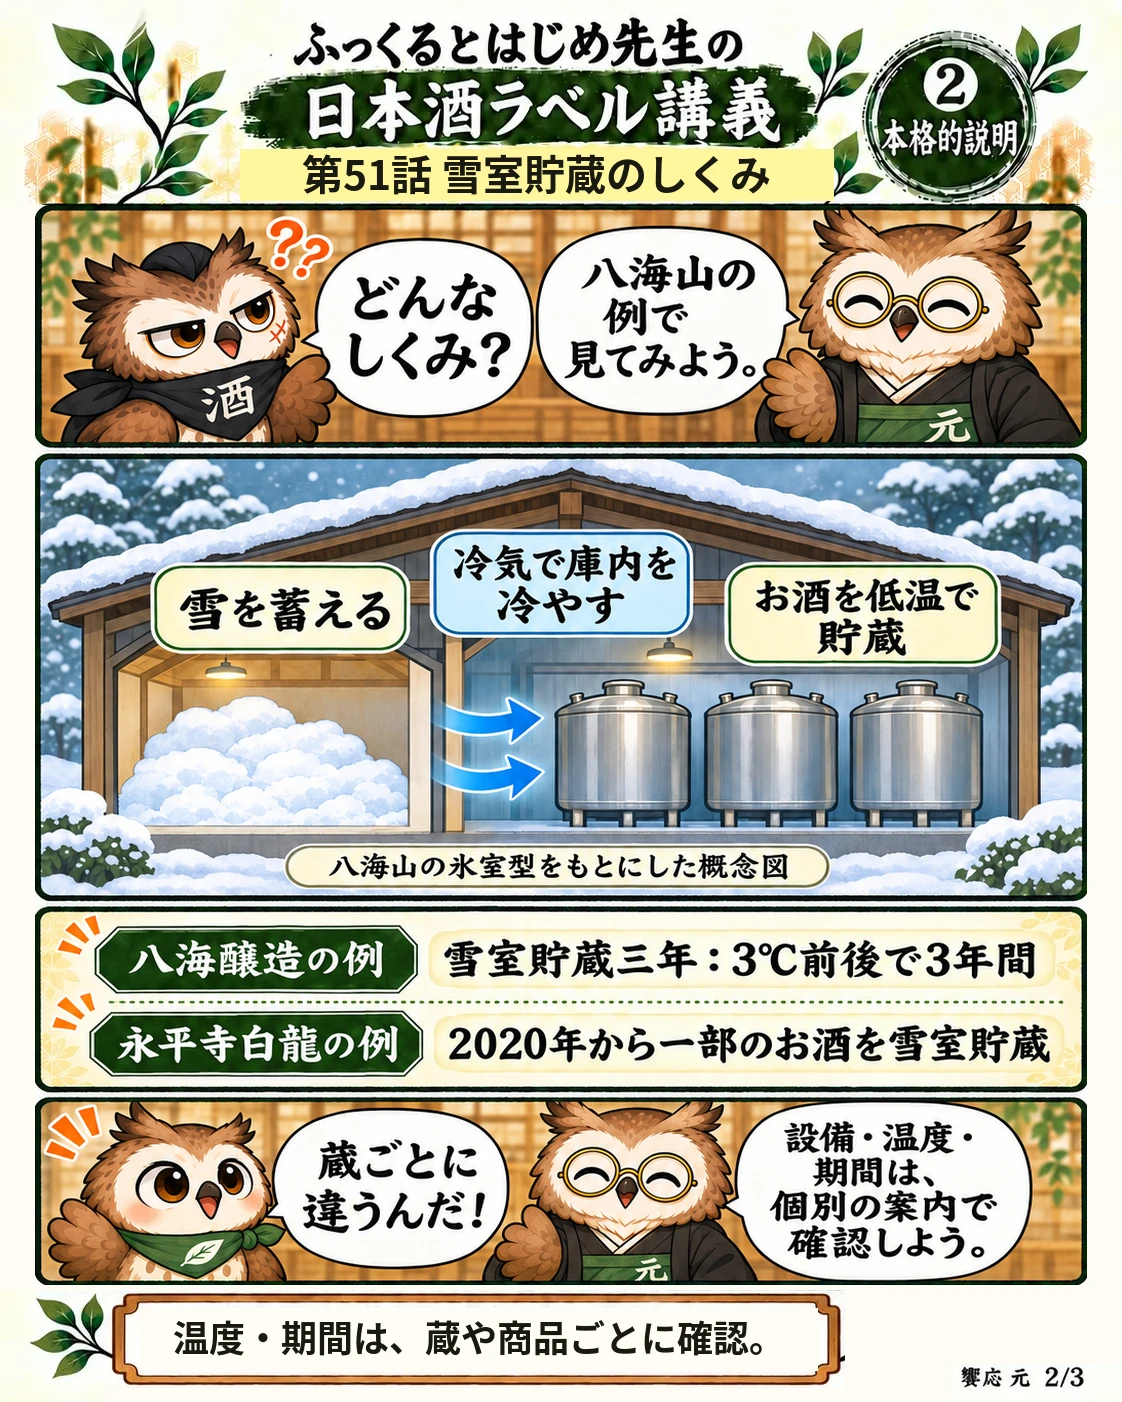 ふっくるとはじめ先生の
日本酒ラベル講義
2
本格的説明
第51話 雪室貯蔵のしくみ
??
どんな
しくみ?
八海山の
例で
見てみよう。
酒
元
雪を蓄える
冷気で庫内を
冷やす
お酒を低温で
貯蔵
八海山の氷室型をもとにした概念図
八海醸造の例
雪室貯蔵三年：3℃前後で3年間
永平寺白龍の例
2020年から一部のお酒を雪室貯蔵
蔵ごとに
違うんだ!
設備・温度・
期間は、
個別の案内で
確認しよう。
元
温度・期間は、蔵や商品ごとに確認。
饗応 元 2/3